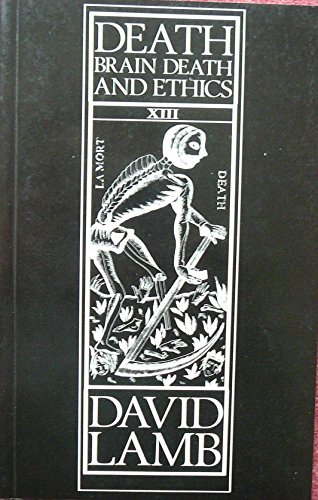 DEATH
BRAIN DEATH
AND ETHICS
XIII
LA MORT
DEATH
DAVID
LAMB